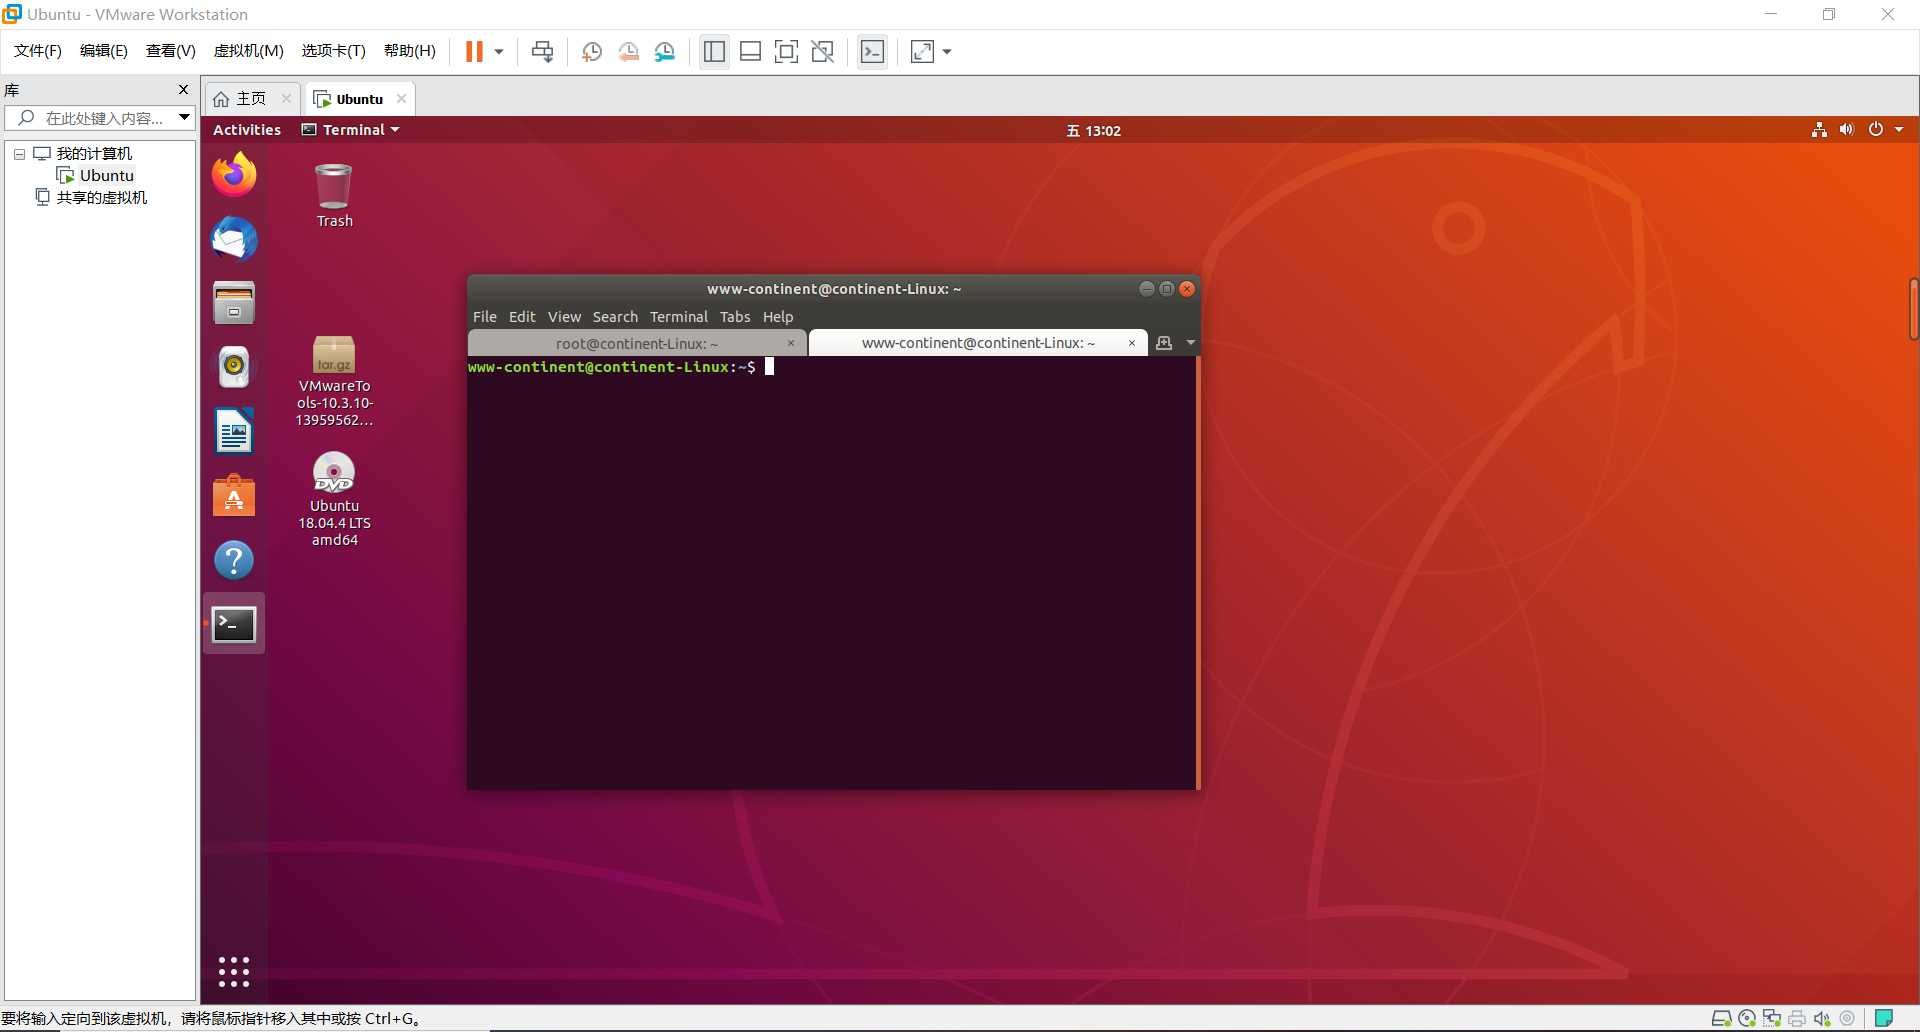 Ubuntu - VMware Workstation
文件(F) 编辑(E) 查看(V) 虚拟机(M) 选项卡(T) 帮助(H)
库
在此处键入内容...
我的计算机
Ubuntu
共享的虚拟机
主页 Ubuntu
Activities Terminal 五 13:02
Trash
tar.gz
VMwareTo
ols-10.3.10-
13959562...
DVD
Ubuntu
18.04.4 LTS
amd64
www-continent@continent-Linux: ~
File Edit View Search Terminal Tabs Help
root@continent-Linux: ~ www-continent@continent-Linux: ~
www-continent@continent-Linux:~$
要将输入定向到该虚拟机，请将鼠标指针移入其中或按 Ctrl+G。